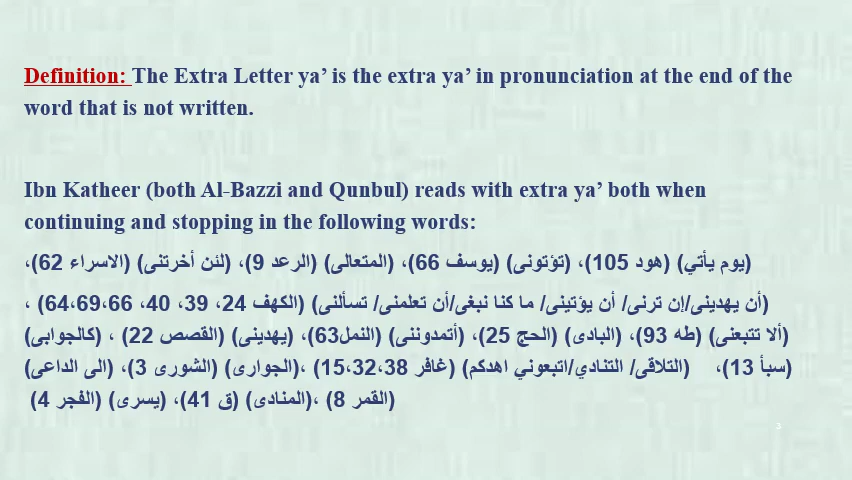 Definition: The Extra Letter ya’ is the extra ya’ in pronunciation at the end of the
word that is not written.
Ibn Katheer (both Al-Bazzi and Qunbul) reads with extra ya’ both when
continuing and stopping in the following words:
(يوم يأتي) (هود 105)، (تؤتونى) (يوسف 66)، (المتعالى) (الرعد 9)، (لئن أخرتنى) (الاسراء 62)،
(أن يهدينى/إن ترنى/ أن يؤتينى/ ما كنا نبغى/أن تعلمنى/ تسألنى) (الكهف 24، 39، 40، 64،69،66) ،
(ألا تتبعنى) (طه 93)، (البادى) (الحج 25)، (أتمدوننى) (النمل63)، (يهدينى) (القصص 22) ، (كالجوابى)
(سبأ 13)، (التلاقى/ التنادي/اتبعوني اهدكم) (غافر 15،32،38) ،(الجوارى) (الشورى 3)، (الى الداعى)
(القمر 8) ،(المنادى) (ق 41)، (يسرى) (الفجر 4)
3